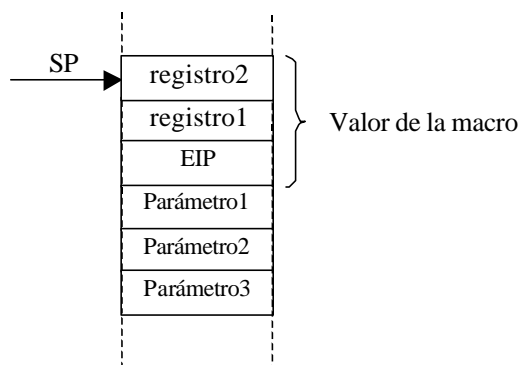 SP
registro2
registro1
EIP
Valor de la macro
Parámetro1
Parámetro2
Parámetro3